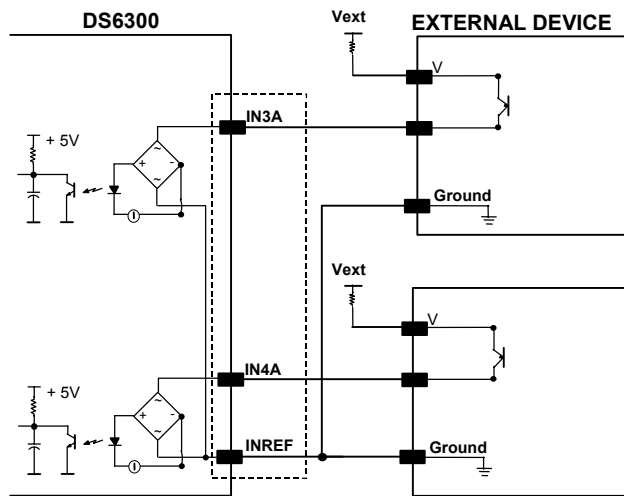 DS6300
Vext
EXTERNAL DEVICE
V
IN3A
+ 5V
+
~
~
-
Ground
Vext
V
IN4A
+ 5V
+
~
~
-
INREF
Ground